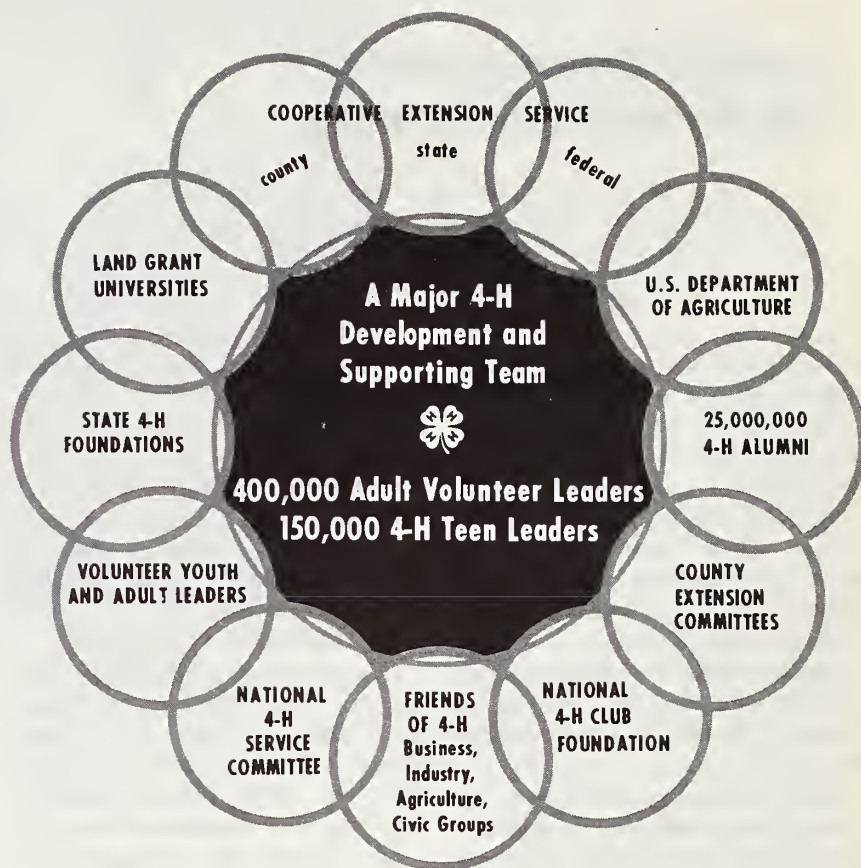 COOPERATIVE EXTENSION SERVICE
county state federal
LAND GRANT
UNIVERSITIES
U.S. DEPARTMENT
OF AGRICULTURE
A Major 4-H
Development and
Supporting Team
H H
H H
400,000 Adult Volunteer Leaders
150,000 4-H Teen Leaders
STATE 4-H
FOUNDATIONS
25,000,000
4-H ALUMNI
VOLUNTEER YOUTH
AND ADULT LEADERS
COUNTY
EXTENSION
COMMITTEES
NATIONAL
4-H
SERVICE
COMMITTEE
FRIENDS
OF 4-H
Business,
Industry,
Agriculture,
Civic Groups
NATIONAL
4-H CLUB
FOUNDATION